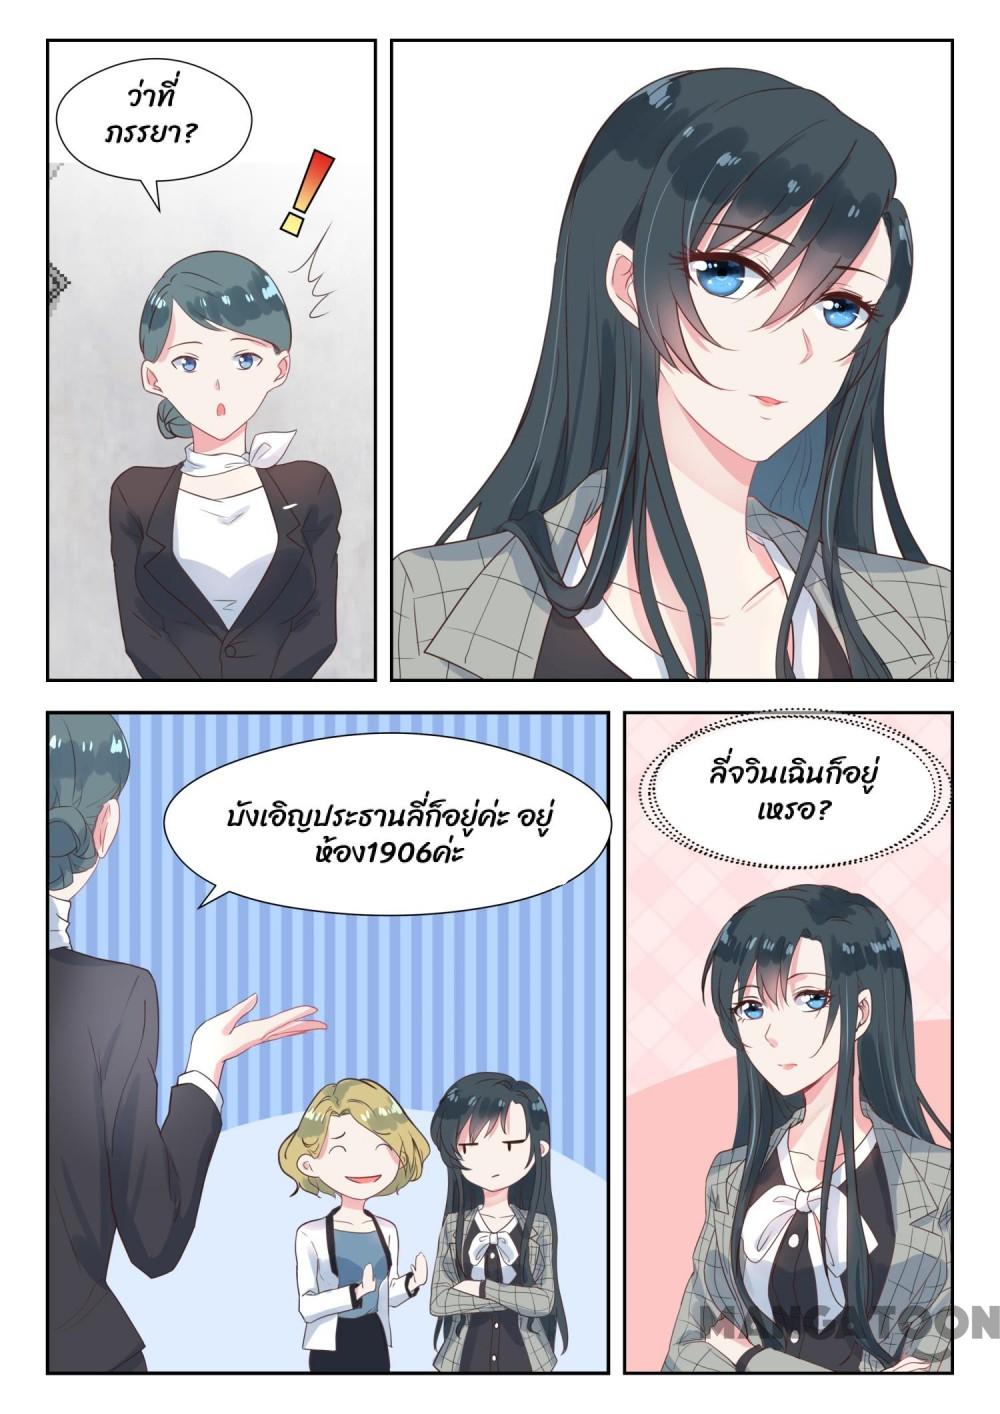 ว่าที่
ภรรยา?
บังเอิญประธานลี่ก็อยู่ค่ะ อยู่
ห้อง1906ค่ะ
ลี่จวินเฉินก็อยู่
เหรอ?
MANGATOON